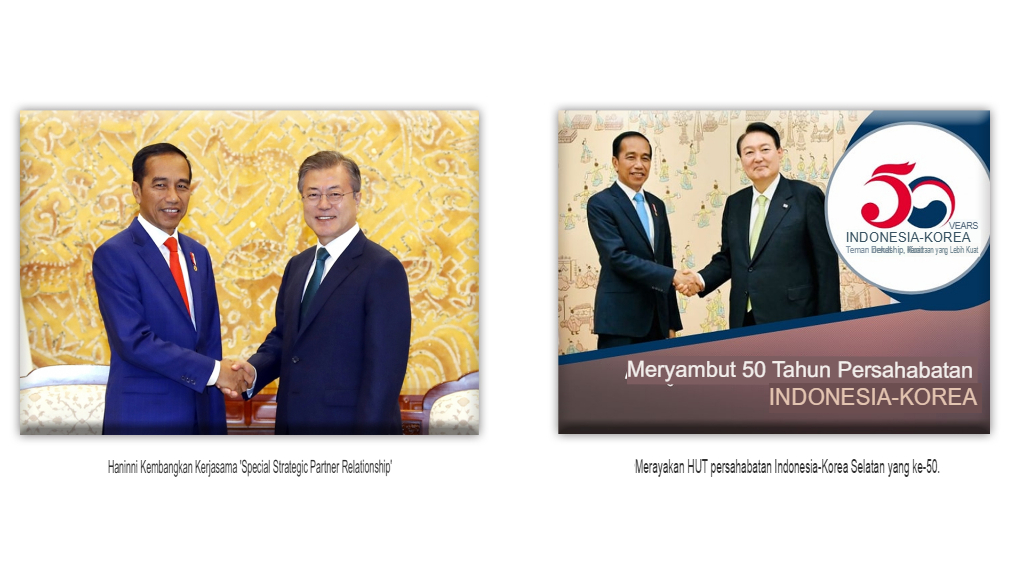 50
YEARS
INDONESIA-KOREA
Teman Dekat
yang Lebih Kuat
Meryambut 50 Tahun Persahabatan
INDONESIA-KOREA
Haninni Kembangkan Kerjasama 'Special Strategic Partner Relationship'
Merayakan HUT persahabatan Indonesia-Korea Selatan yang ke-50.